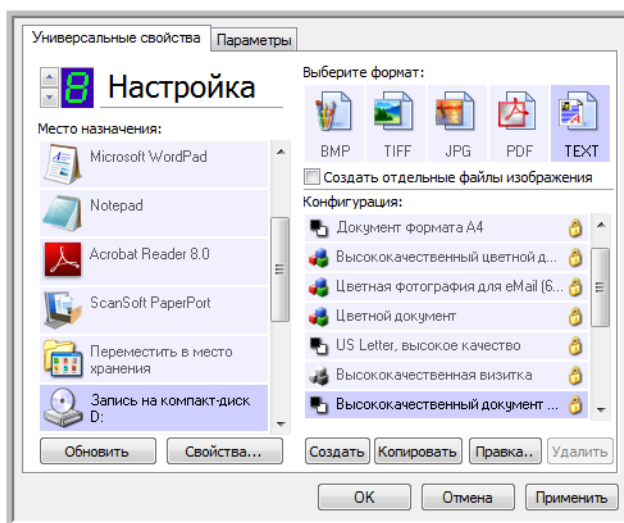 Универсальные свойства
Параметры
8
Настройка
Место назначения:
Microsoft WordPad
Notepad
Acrobat Reader 8.0
ScanSoft PaperPort
Переместить в место
хранения
Запись на компакт-диск
D:
Обновить
Свойства...
Выберите формат:
BMP
TIFF
JPG
PDF
TEXT
Создать отдельные файлы изображения
Конфигурация:
Документ формата A4
Высококачественный цветной д...
Цветная фотография для eMail (6...
Цветной документ
US Letter, высокое качество
Высококачественная визитка
Высококачественный документ ...
Создать
Копировать
Правка..
Удалить
OK
Отмена
Применить